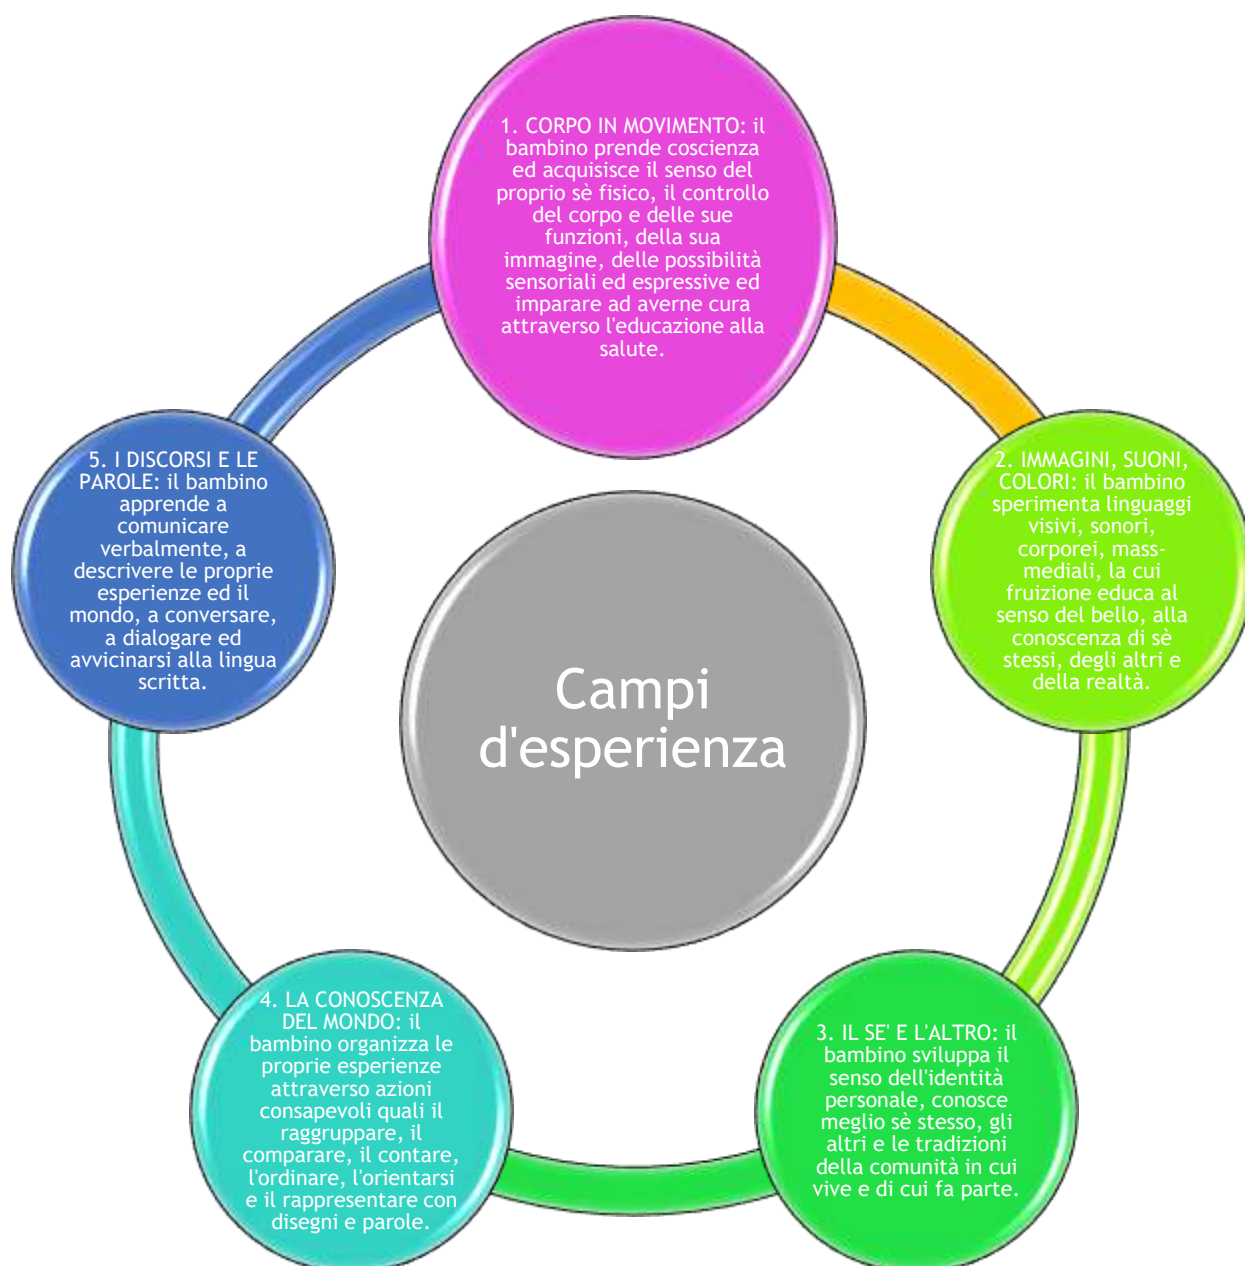 1. CORPO IN MOVIMENTO: il
bambino prende coscienza
ed acquisisce il senso del
proprio sè fisico, il controllo
del corpo e delle sue
funzioni, della sua
immagine, delle possibilità
sensoriali ed espressive ed
imparare ad averne cura
attraverso l'educazione alla
salute.
2. IMMAGINI, SUONI,
COLORI: il bambino
sperimenta linguaggi
visivi, sonori,
corporei, mass-
mediali, la cui
fruizione educa al
senso del bello, alla
conoscenza di sè
stessi, degli altri e
della realtà.
3. IL SE' E L'ALTRO: il
bambino sviluppa il
senso dell'identità
personale, conosce
meglio sè stesso, gli
altri e le tradizioni
della comunità in cui
vive e di cui fa parte.
4. LA CONOSCENZA
DEL MONDO: il
bambino organizza le
proprie esperienze
attraverso azioni
consapevoli quali il
raggruppare, il
comparare, il contare,
l'ordinare, l'orientarsi
e il rappresentare con
disegni e parole.
5. I DISCORSI E LE
PAROLE: il bambino
apprende a
comunicare
verbalmente, a
descrivere le proprie
esperienze ed il
mondo, a conversare,
a dialogare ed
avvicinarsi alla lingua
scritta.
Campi
d'esperienza